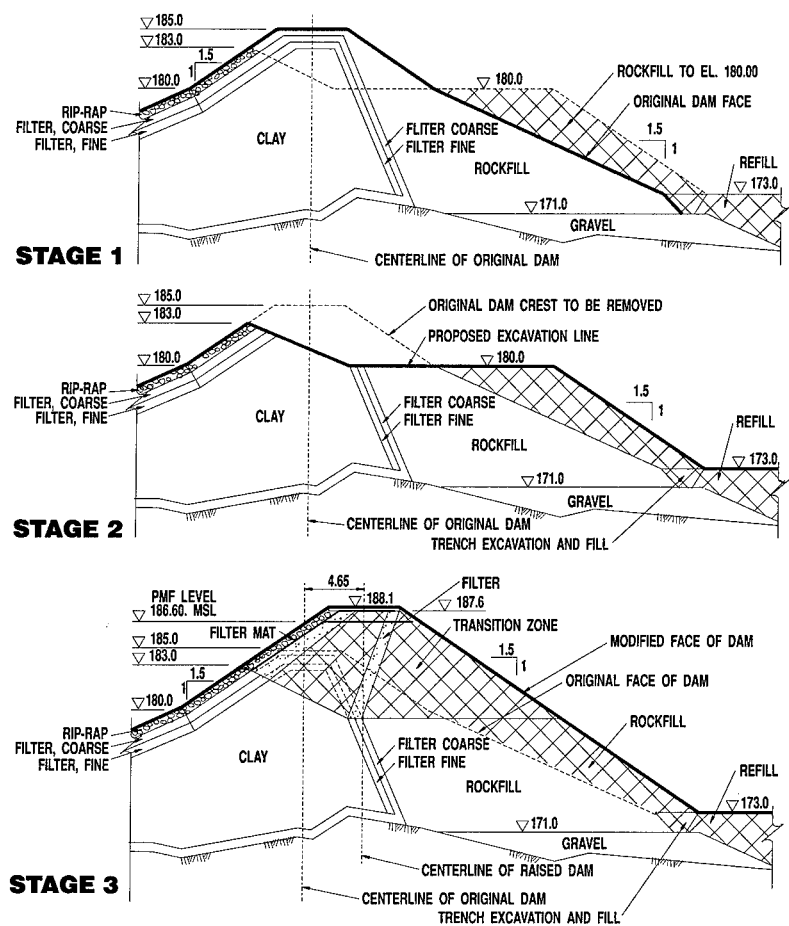 185.0
183.0
1.5
1
180.0
180.0
ROCKFILL TO EL. 180.00
ORIGINAL DAM FACE
RIP-RAP
FILTER, COARSE
FILTER, FINE
CLAY
FLITER COARSE
FILTER FINE
ROCKFILL
1.5
1
REFILL
173.0
171.0
GRAVEL
STAGE 1
CENTERLINE OF ORIGINAL DAM
185.0
183.0
ORIGINAL DAM CREST TO BE REMOVED
PROPOSED EXCAVATION LINE
180.0
180.0
RIP-RAP
FILTER, COARSE
FILTER, FINE
CLAY
FILTER COARSE
FILTER FINE
ROCKFILL
1.5
1
REFILL
173.0
171.0
GRAVEL
STAGE 2
CENTERLINE OF ORIGINAL DAM
TRENCH EXCAVATION AND FILL
4.65
FILTER
PMF LEVEL
186.60. MSL
188.1
187.6
FILTER MAT
TRANSITION ZONE
185.0
183.0
1.5
1
MODIFIED FACE OF DAM
ORIGINAL FACE OF DAM
1.5
1
180.0
ROCKFILL
RIP-RAP
FILTER, COARSE
FILTER, FINE
CLAY
FILTER COARSE
FILTER FINE
ROCKFILL
REFILL
173.0
171.0
GRAVEL
CENTERLINE OF RAISED DAM
STAGE 3
CENTERLINE OF ORIGINAL DAM
TRENCH EXCAVATION AND FILL